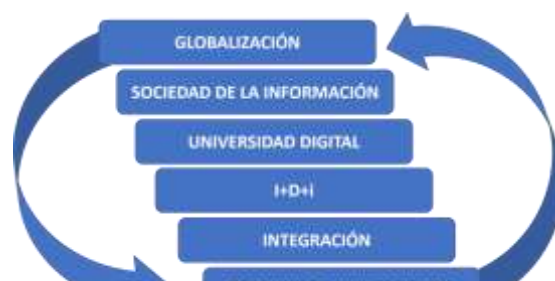 GLOBALIZACIÓN
SOCIEDAD DE LA INFORMACIÓN
UNIVERSIDAD DIGITAL
I+D+i
INTEGRACIÓN